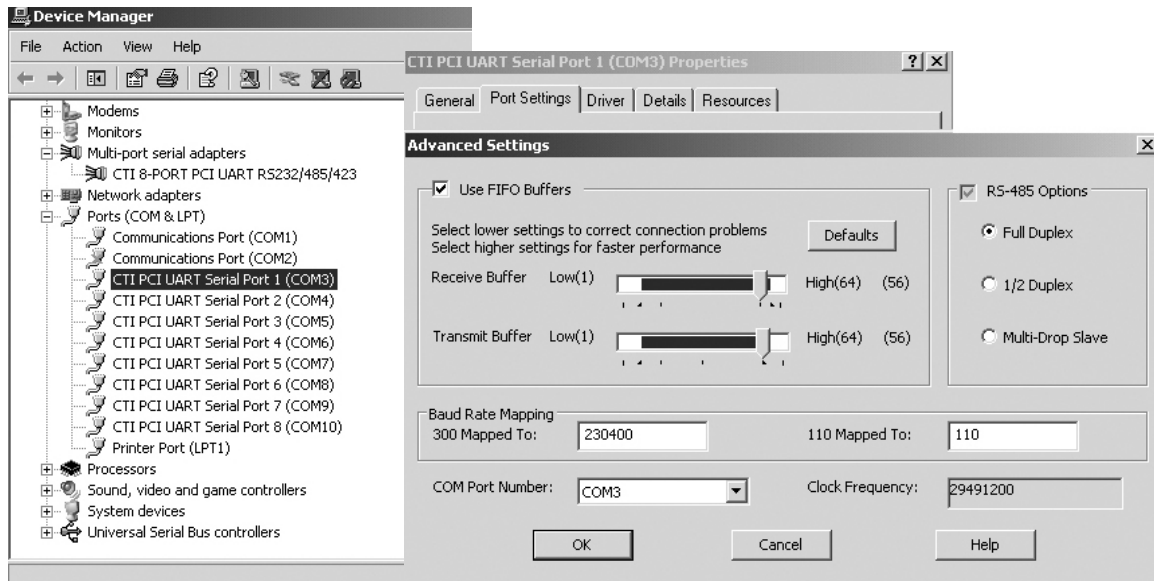 Device Manager
File Action View Help
Modems
Monitors
Multi-port serial adapters
CTI 8-PORT PCI UART RS232/485/423
Network adapters
Ports (COM & LPT)
Communications Port (COM1)
Communications Port (COM2)
CTI PCI UART Serial Port 1 (COM3)
CTI PCI UART Serial Port 2 (COM4)
CTI PCI UART Serial Port 3 (COM5)
CTI PCI UART Serial Port 4 (COM6)
CTI PCI UART Serial Port 5 (COM7)
CTI PCI UART Serial Port 6 (COM8)
CTI PCI UART Serial Port 7 (COM9)
CTI PCI UART Serial Port 8 (COM10)
Printer Port (LPT1)
Processors
Sound, video and game controllers
System devices
Universal Serial Bus controllers
CTI PCI UART Serial Port 1 (COM3) Properties
General Port Settings Driver Details Resources
Advanced Settings
Use FIFO Buffers
Select lower settings to correct connection problems
Select higher settings for faster performance
Defaults
Receive Buffer Low(1) High(64) (56)
Transmit Buffer Low(1) High(64) (56)
RS-485 Options
Full Duplex
1/2 Duplex
Multi-Drop Slave
Baud Rate Mapping
300 Mapped To: 230400 110 Mapped To: 110
COM Port Number: COM3 Clock Frequency: 29491200
OK Cancel Help